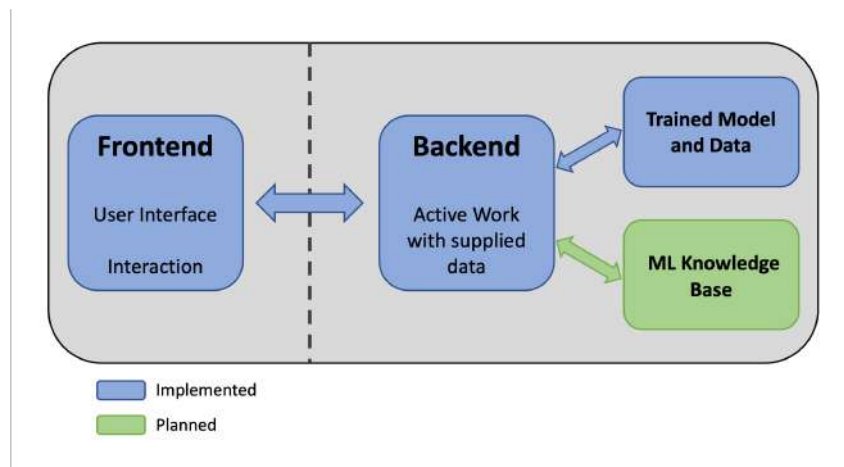 Frontend
User Interface
Interaction
Backend
Active Work
with supplied
data
Trained Model
and Data
ML Knowledge
Base
Implemented
Planned